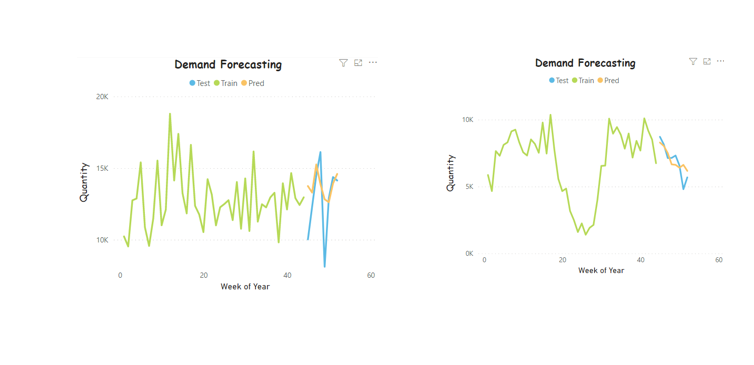 Demand Forecasting
Test Train Pred
20K
15K
10K
Quantity
0 20 40 60
Week of Year
Demand Forecasting
Test Train Pred
10K
5K
0K
Quantity
0 20 40 60
Week of Year